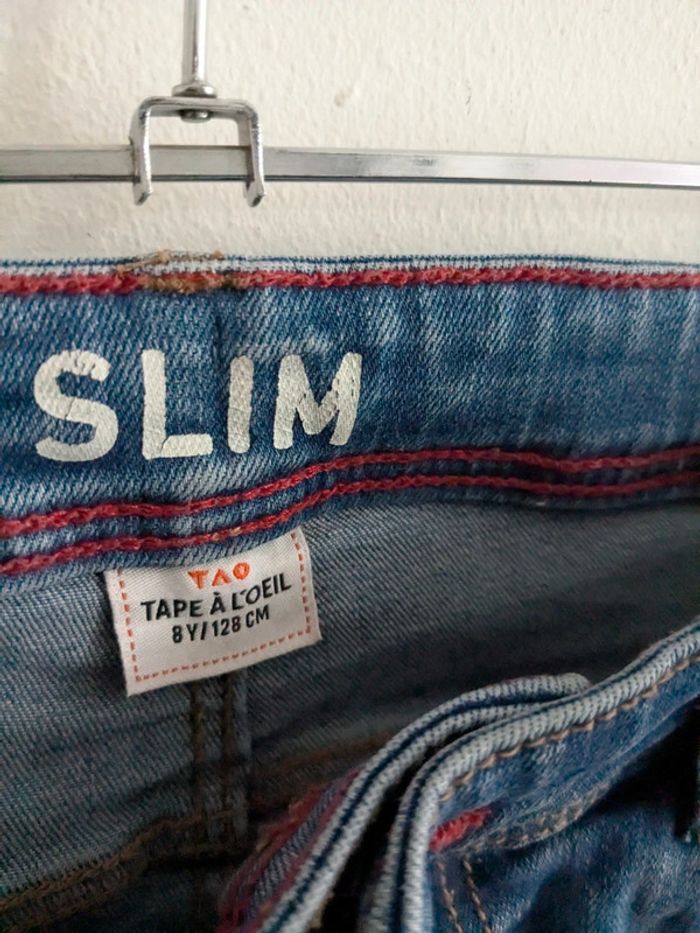 SLIM
TAO
TAPE À L'OEIL
8Y/128 CM